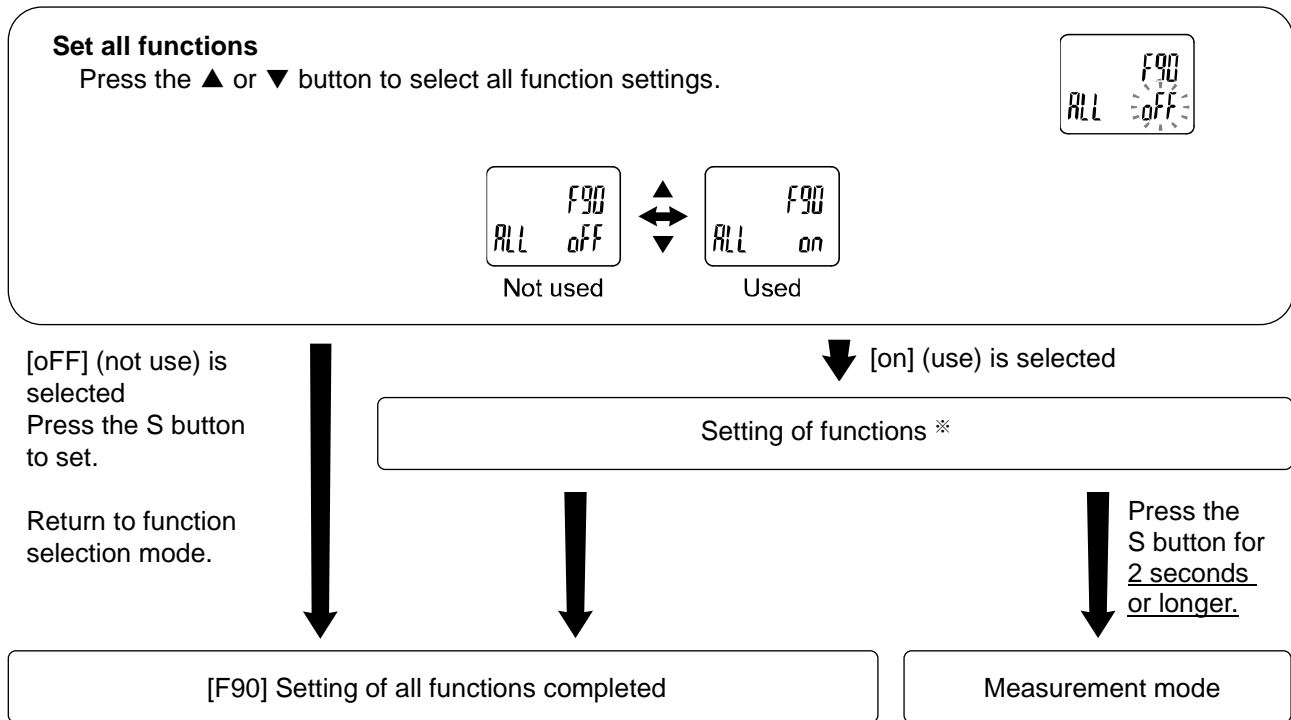 Set all functions
Press the ▲ or ▼ button to select all function settings.
F90
ALL oFF
F90
ALL oFF
▲
▼
F90
ALL on
Not used
Used
[oFF] (not use) is
selected
Press the S button
to set.
Return to function
selection mode.
[on] (use) is selected
Setting of functions ※
Press the
S button for
2 seconds
or longer.
[F90] Setting of all functions completed
Measurement mode